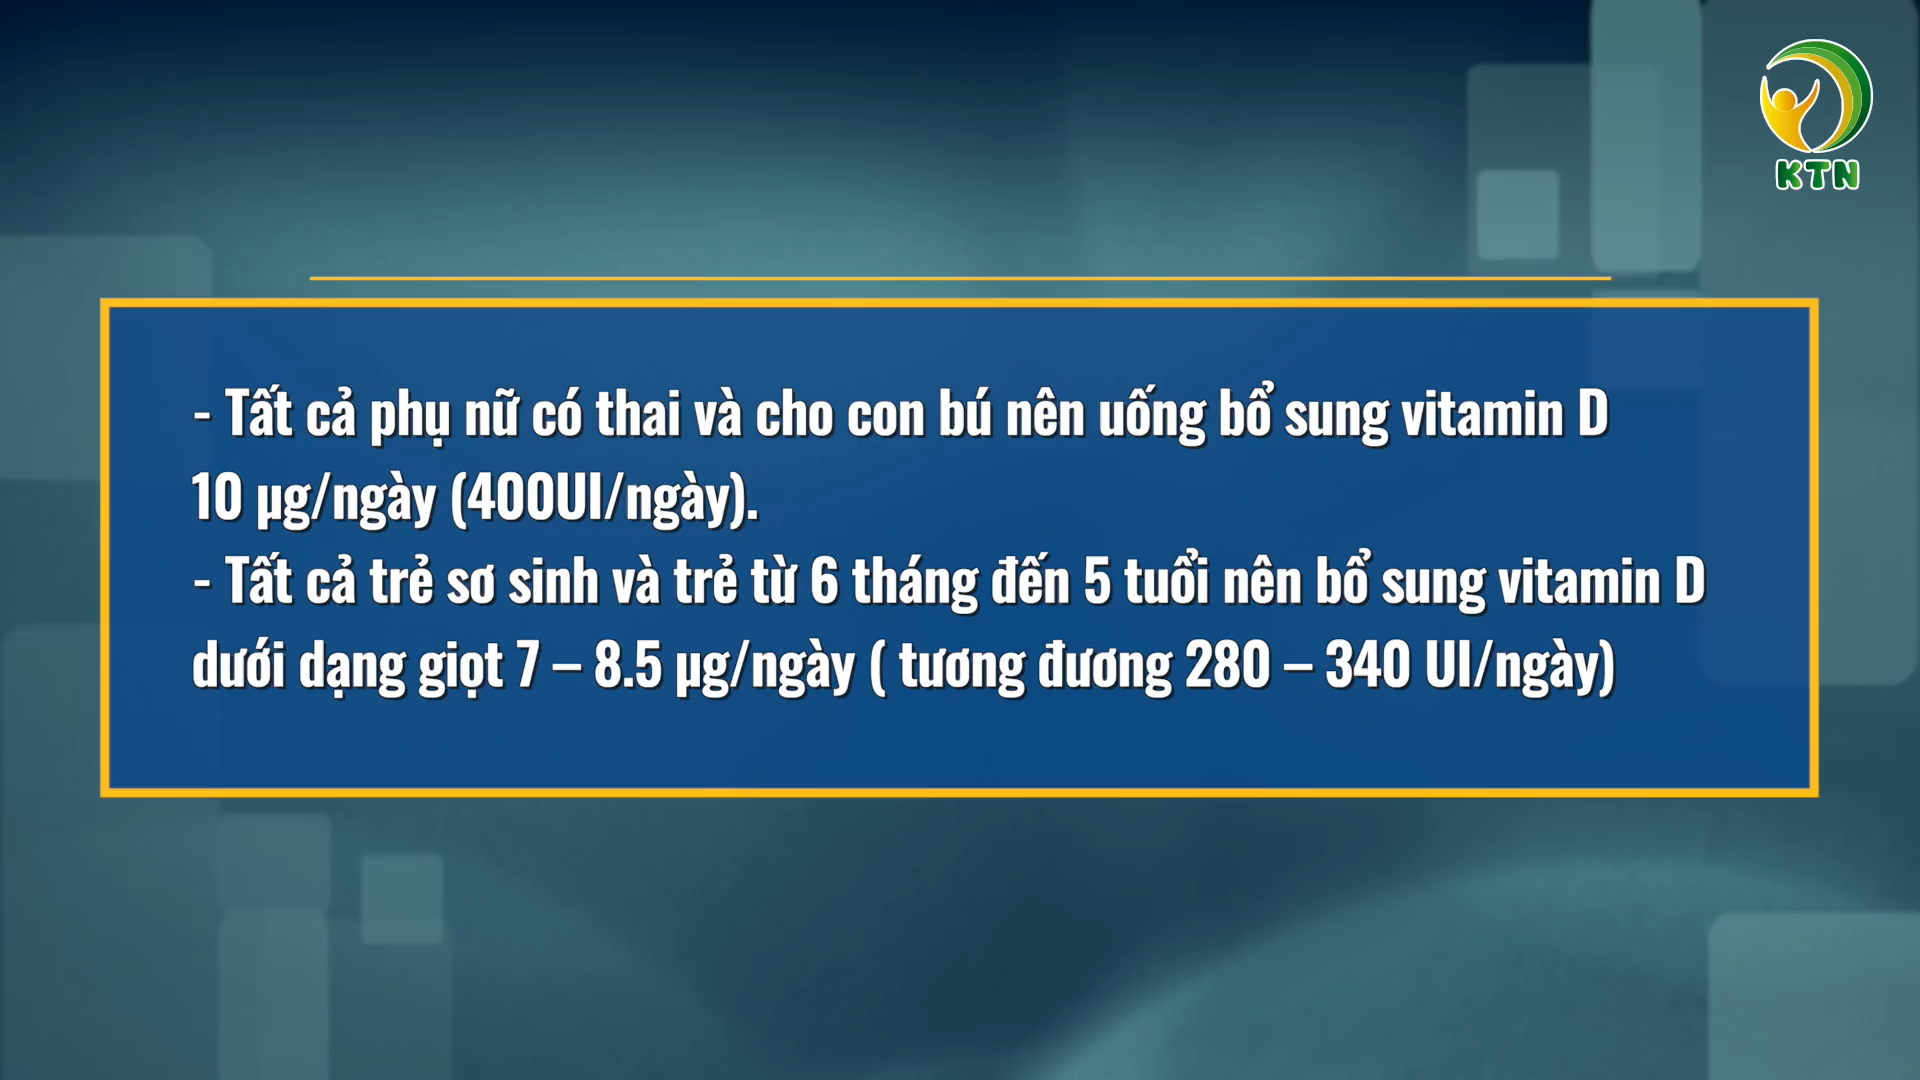 KTN
- Tất cả phụ nữ có thai và cho con bú nên uống bổ sung vitamin D
10 µg/ngày (400UI/ngày).
- Tất cả trẻ sơ sinh và trẻ từ 6 tháng đến 5 tuổi nên bổ sung vitamin D
dưới dạng giọt 7 – 8.5 µg/ngày ( tương đương 280 – 340 UI/ngày)